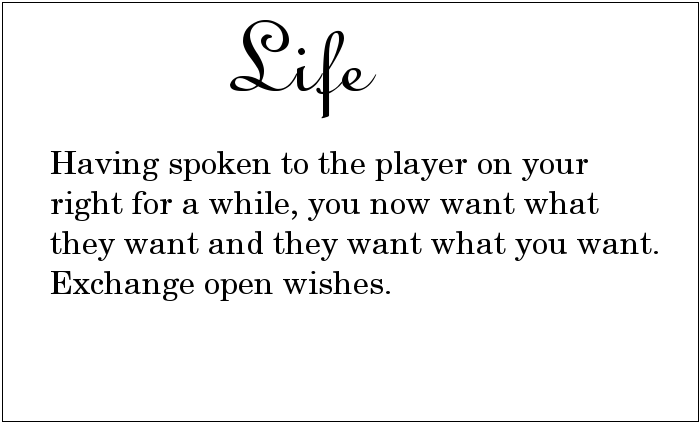 Life
Having spoken to the player on your
right for a while, you now want what
they want and they want what you want.
Exchange open wishes.